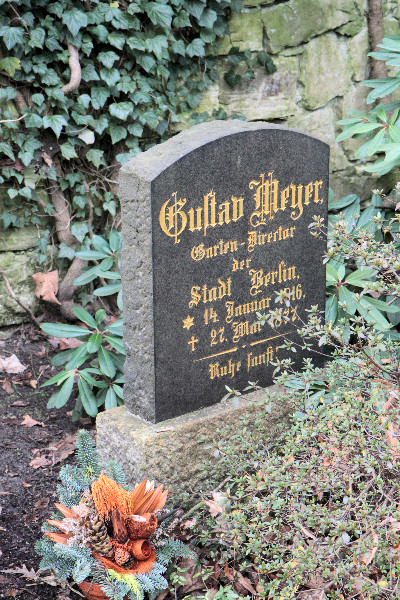 Gustav Meyer,
Garten-Director
der
Stadt Berlin.
* 14. Januar 1816.
† 27. Mai 1877.
Ruhe sanft!